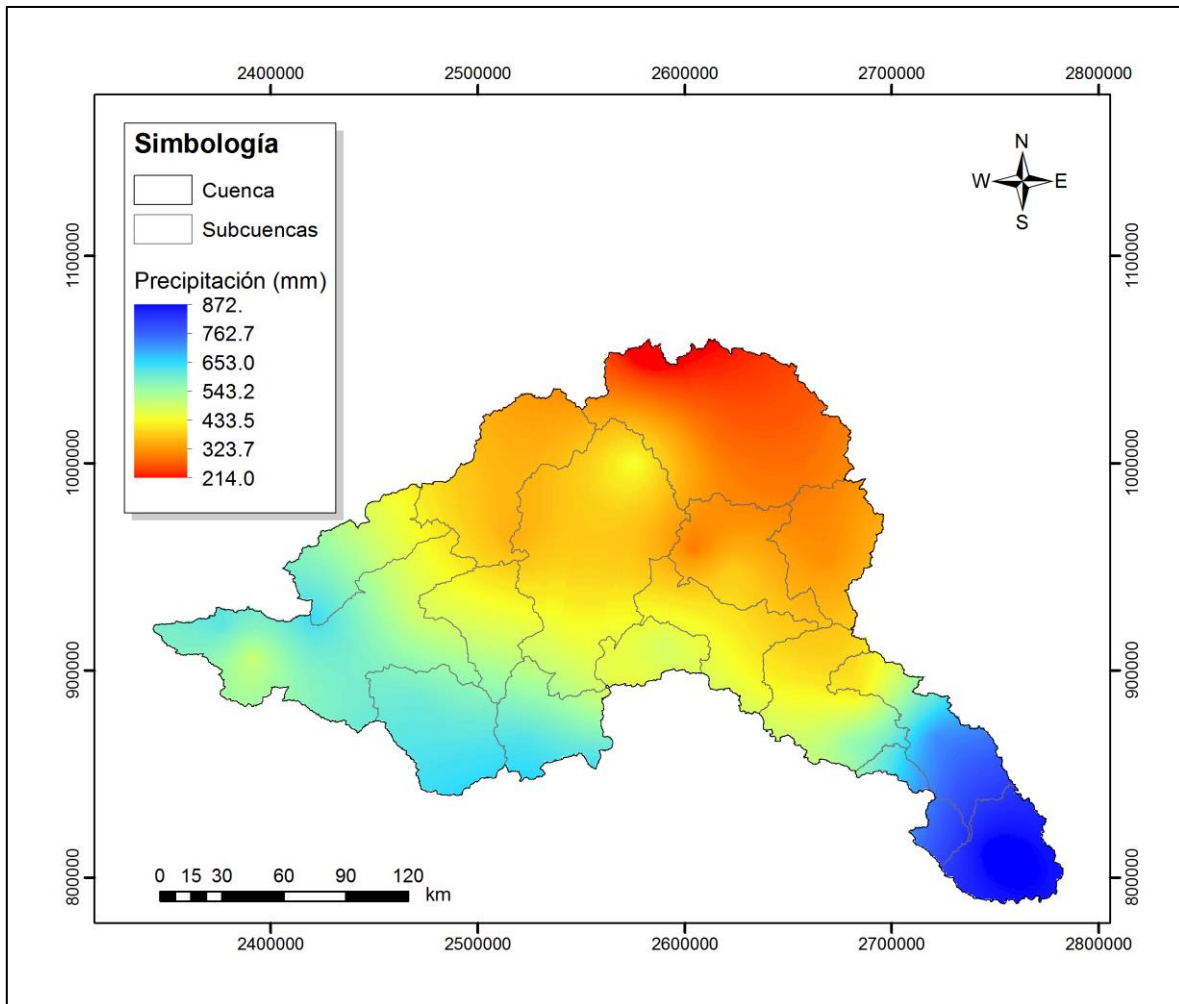 2400000 2500000 2600000 2700000 2800000
Simbología
Cuenca
Subcuencas
Precipitación (mm)
872.
762.7
653.0
543.2
433.5
323.7
214.0
N
W E
S
1100000 1100000
1000000 1000000
900000 900000
800000 800000
0 15 30 60 90 120
km
2400000 2500000 2600000 2700000 2800000